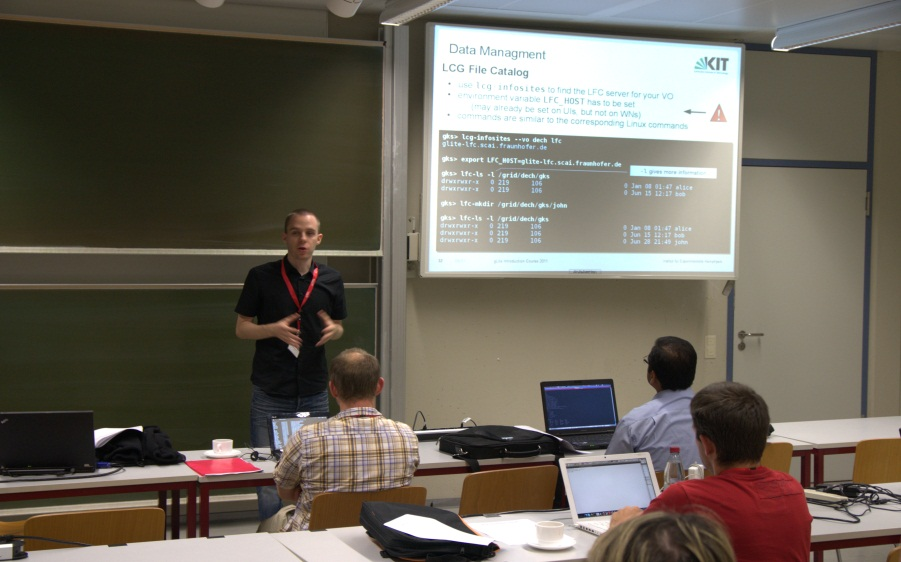 Data Managment
KIT
LCG File Catalog
• use lcg infosites to find the LFC server for your VO
• environment variable LFC_HOST has to be set
(may already be set on UIs, but not on WNs)
• commands are similar to the corresponding Linux commands
gks> lcg-infosites --vo dech lfc
glite-lfc.scai.fraunhofer.de
gks> export LFC_HOST=glite-lfc.scai.fraunhofer.de
-l gives more information
gks> lfc-ls -l /grid/dech/gks
drwxrwxr-x 0 219 106 0 Jan 08 01:47 alice
drwxrwxr-x 0 219 106 0 Jun 15 12:17 bob
gks> lfc-mkdir /grid/dech/gks/john
gks> lfc-ls -l /grid/dech/gks
drwxrwxr-x 0 219 106 0 Jan 08 01:47 alice
drwxrwxr-x 0 219 106 0 Jun 15 12:17 bob
drwxrwxr-x 0 219 106 0 Jun 28 21:49 john